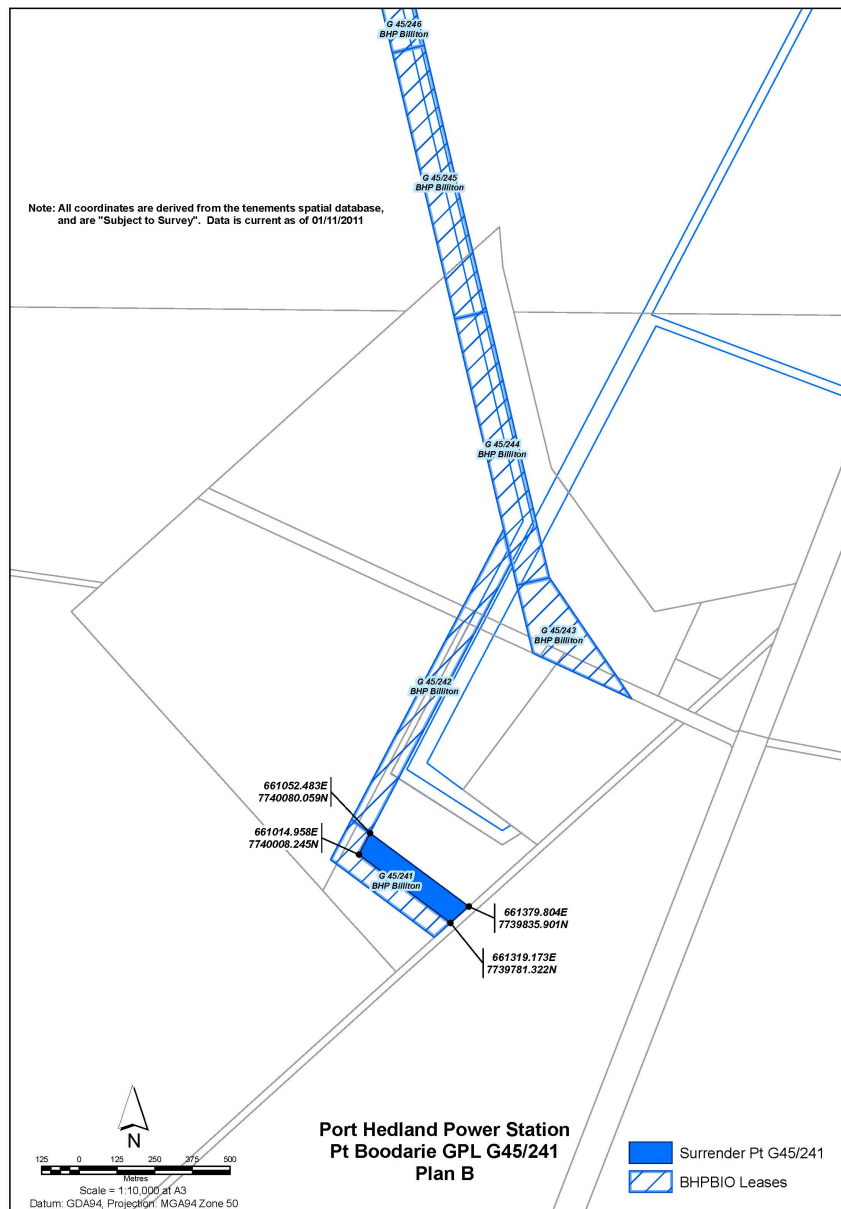 G 45/246
BHP Billiton
G 45/245
BHP Billiton
Note: All coordinates are derived from the tenements spatial database,
and are "Subject to Survey". Data is current as of 01/11/2011
G 45/244
BHP Billiton
G 45/243
BHP Billiton
G 45/242
BHP Billiton
661052.483E
7740080.059N
661014.958E
7740008.245N
G 45/241
BHP Billiton
661379.804E
7739835.901N
661319.173E
7739781.322N
N
125 0 125 250 375 500
Metres
Scale = 1:10,000 at A3
Datum: GDA94, Projection: MGA94 Zone 50
Port Hedland Power Station
Pt Boodarie GPL G45/241
Plan B
Surrender Pt G45/241
BHPBIO Leases